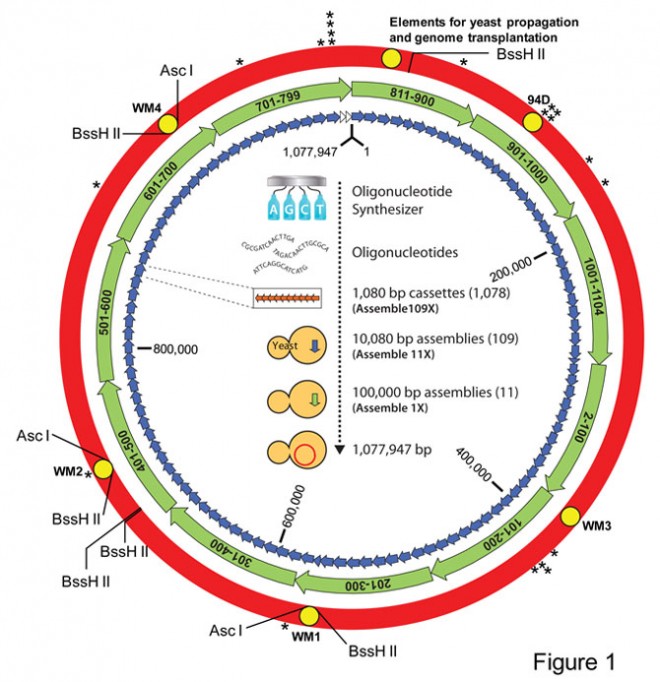 Elements for yeast propagation
and genome transplantation
BssH II
Asc I
WM4
BssH II
94D
701-799
811-900
601-700
901-1000
501-600
1001-1104
401-500
2-100
301-400
101-200
201-300
1,077,947
1
200,000
400,000
600,000
800,000
A G C T
Oligonucleotide
Synthesizer
CGCGATCAACTTGA
TAGACAACTTGCGCA
ATTCAGGCATCATG
Oligonucleotides
1,080 bp cassettes (1,078)
(Assemble109X)
Yeast
10,080 bp assemblies (109)
(Assemble 11X)
100,000 bp assemblies (11)
(Assemble 1X)
1,077,947 bp
Asc I
WM2
*
BssH II
BssH II
BssH II
WM3
Asc I
*
WM1
BssH II
Figure 1